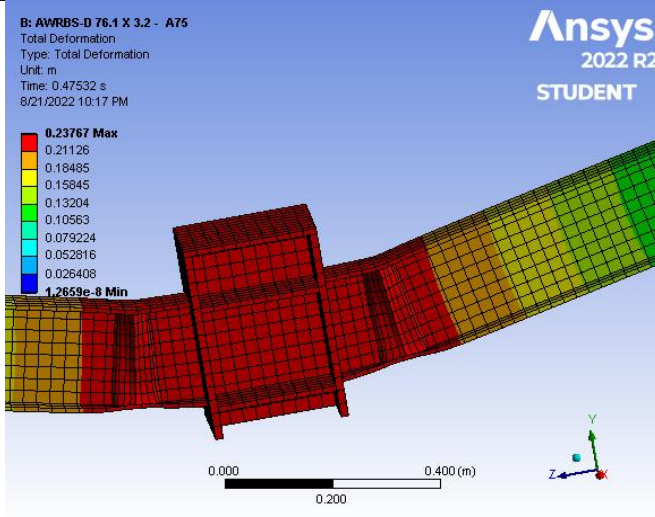 B: AWRBS-D 76.1 X 3.2 - A75
Total Deformation
Type: Total Deformation
Unit: m
Time: 0.47532 s
8/21/2022 10:17 PM
0.23767 Max
0.21126
0.18485
0.15845
0.13204
0.10563
0.079224
0.052816
0.026408
1.2659e-8 Min
Ansys
2022 R2
STUDENT
0.000 0.400 (m)
0.200
Y
Z X